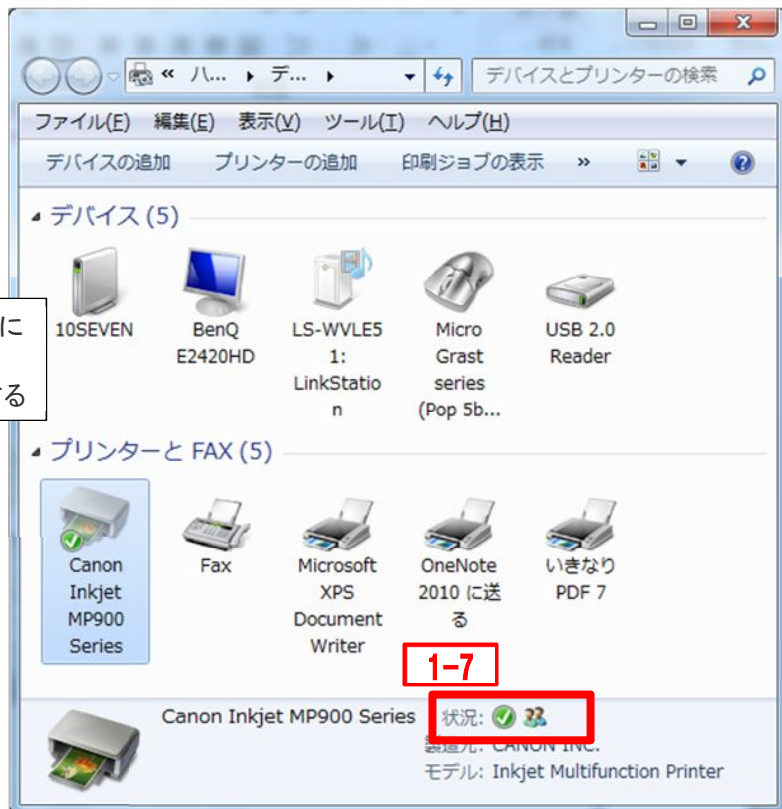 « ハ... ▸ デ... ▸
デバイスとプリンターの検索
ファイル(F) 編集(E) 表示(V) ツール(T) ヘルプ(H)
デバイスの追加 プリンターの追加 印刷ジョブの表示 »
デバイス (5)
に
する
10SEVEN
BenQ
E2420HD
LS-WVLE5
1:
LinkStatio
n
Micro
Grast
series
(Pop 5b...
USB 2.0
Reader
プリンターと FAX (5)
Canon
Inkjet
MP900
Series
Fax
Microsoft
XPS
Document
Writer
OneNote
2010 に送
る
いきなり
PDF 7
1-7
Canon Inkjet MP900 Series 状況:
製造元: CANON INC.
モデル: Inkjet Multifunction Printer